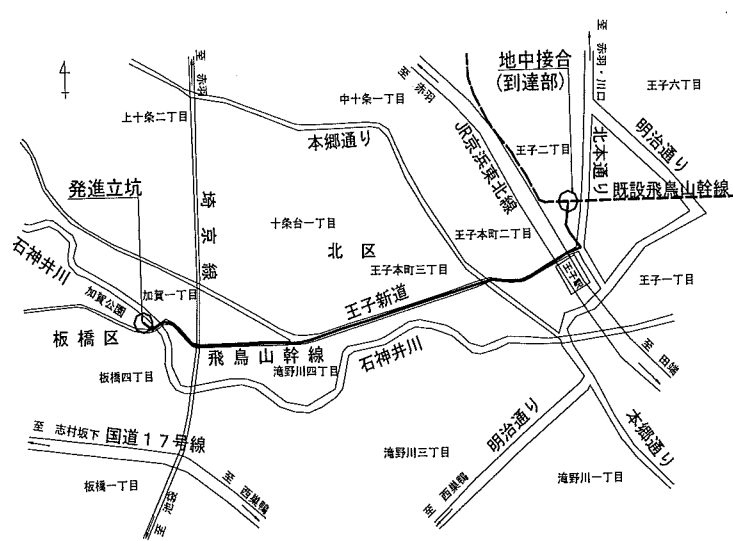 至 赤羽
上十条二丁目
中十条一丁目
本郷通り
至 赤羽
JR京浜東北線
地中接合
(到達部)
至 赤羽・川口
王子六丁目
明治通り
北本通り
王子二丁目
既設飛鳥山幹線
発進立坑
埼京線
十条台一丁目
北区
王子本町二丁目
王子本町三丁目
王子一丁目
王子駅
石神井川
加賀公園
加賀一丁目
王子新道
板橋区
飛鳥山幹線
石神井川
板橋四丁目
滝野川四丁目
至 田端
至 志村坂下
国道17号線
明治通り
本郷通り
滝野川三丁目
滝野川一丁目
板橋一丁目
至 池袋
至 西巣鴨
至 西巣鴨